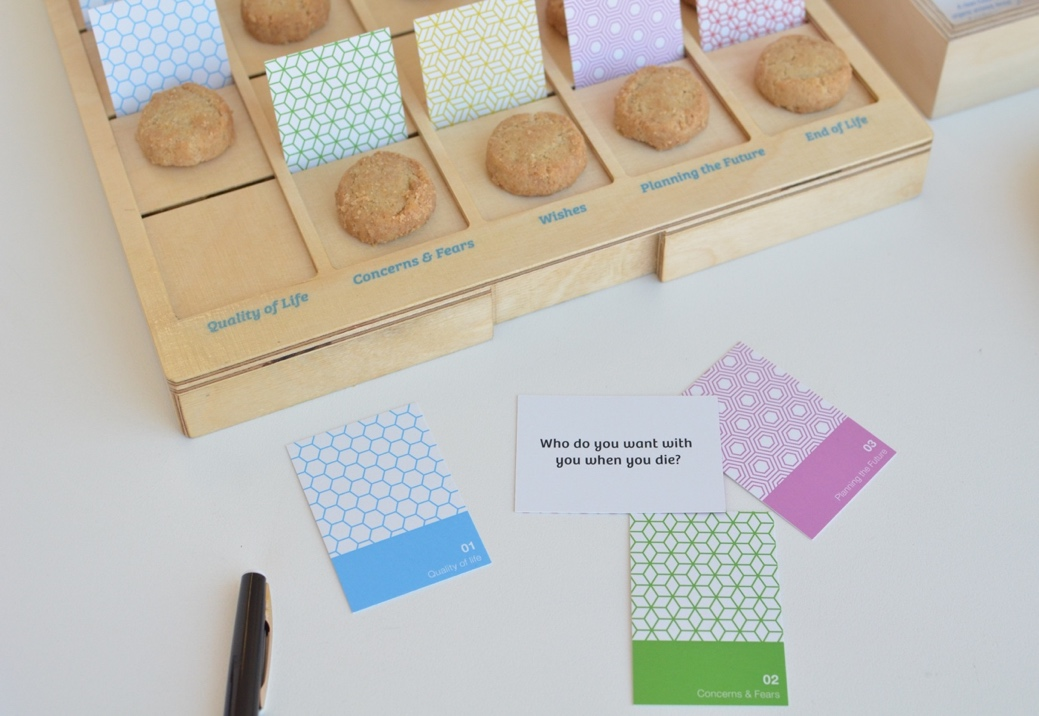 End of Life
Planning the Future
Wishes
Concerns & Fears
Quality of Life
Who do you want with
you when you die?
03
Planning the Future
01
Quality of life
02
Concerns & Fears